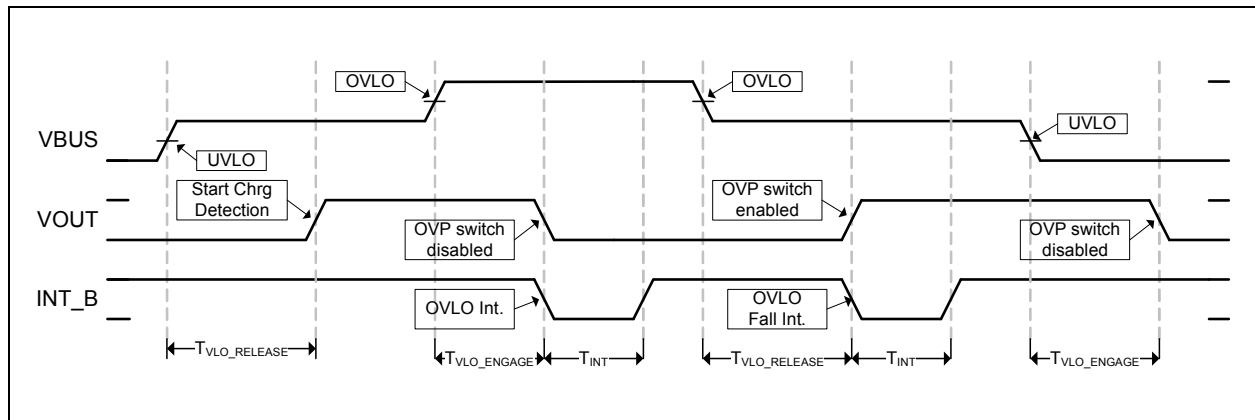 OVLO
OVLO
VBUS
UVLO
UVLO
Start Chrg
Detection
OVP switch
enabled
VOUT
OVP switch
disabled
OVP switch
disabled
INT_B
OVLO Int.
OVLO
Fall Int.
TVLO_RELEASE
TVLO_ENGAGE
TINT
TVLO_RELEASE
TINT
TVLO_ENGAGE